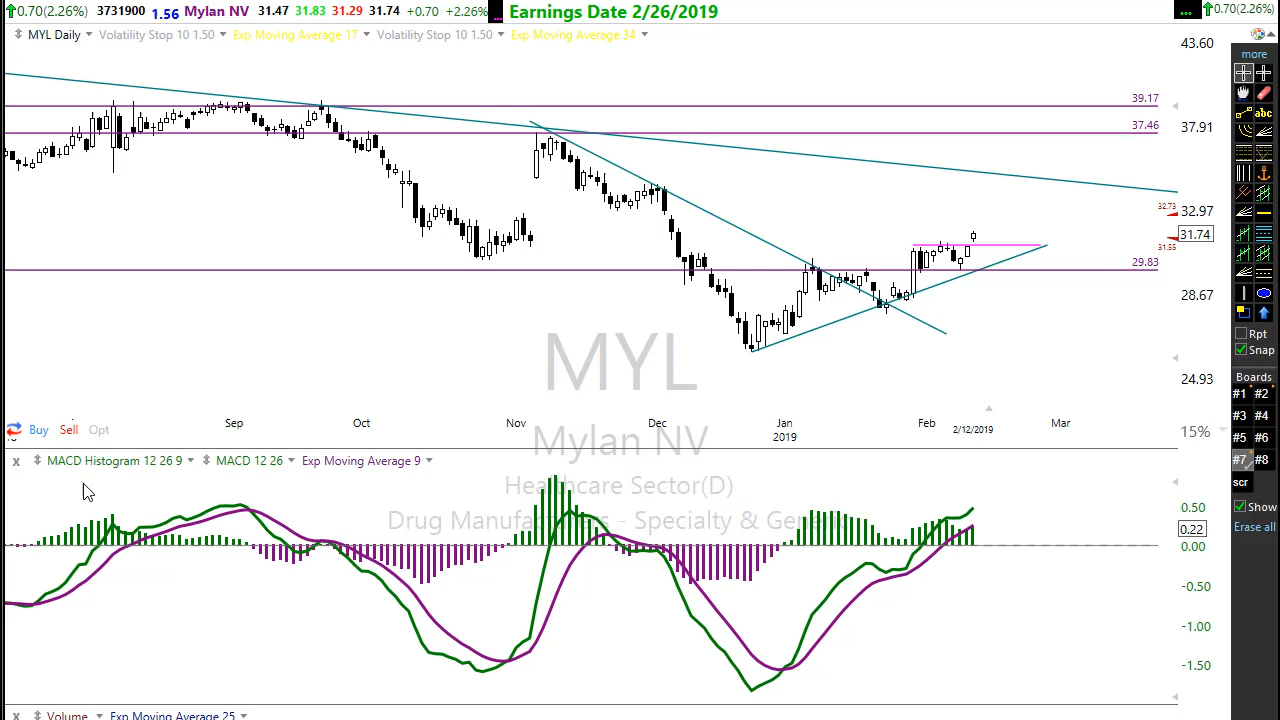 0.70(2.26%) 3731900 1.56 Mylan NV 31.47 31.83 31.29 31.74 +0.70 +2.26% ... Earnings Date 2/26/2019 ... 0.70(2.26%)
MYL Daily Volatility Stop 10 1.50 Exp Moving Average 17 Volatility Stop 10 1.50 Exp Moving Average 34
43.60
more
39.17
37.46
37.91
abc
32.73
32.97
31.74
31.55
29.83
28.67
24.93
MYL
Mylan NV
Healthcare Sector(D)
Rpt
Snap
Boards
#1 #2
#3 #4
#5 #6
#7 #8
scr
Show
Erase all
Sep Oct Nov Dec Jan Feb Mar
2019 2/12/2019
Buy Sell Opt
15%
x MACD Histogram 12 26 9 MACD 12 26 Exp Moving Average 9
0.50
0.22
0.00
-0.50
-1.00
-1.50
x Volume Exp Moving Average 25